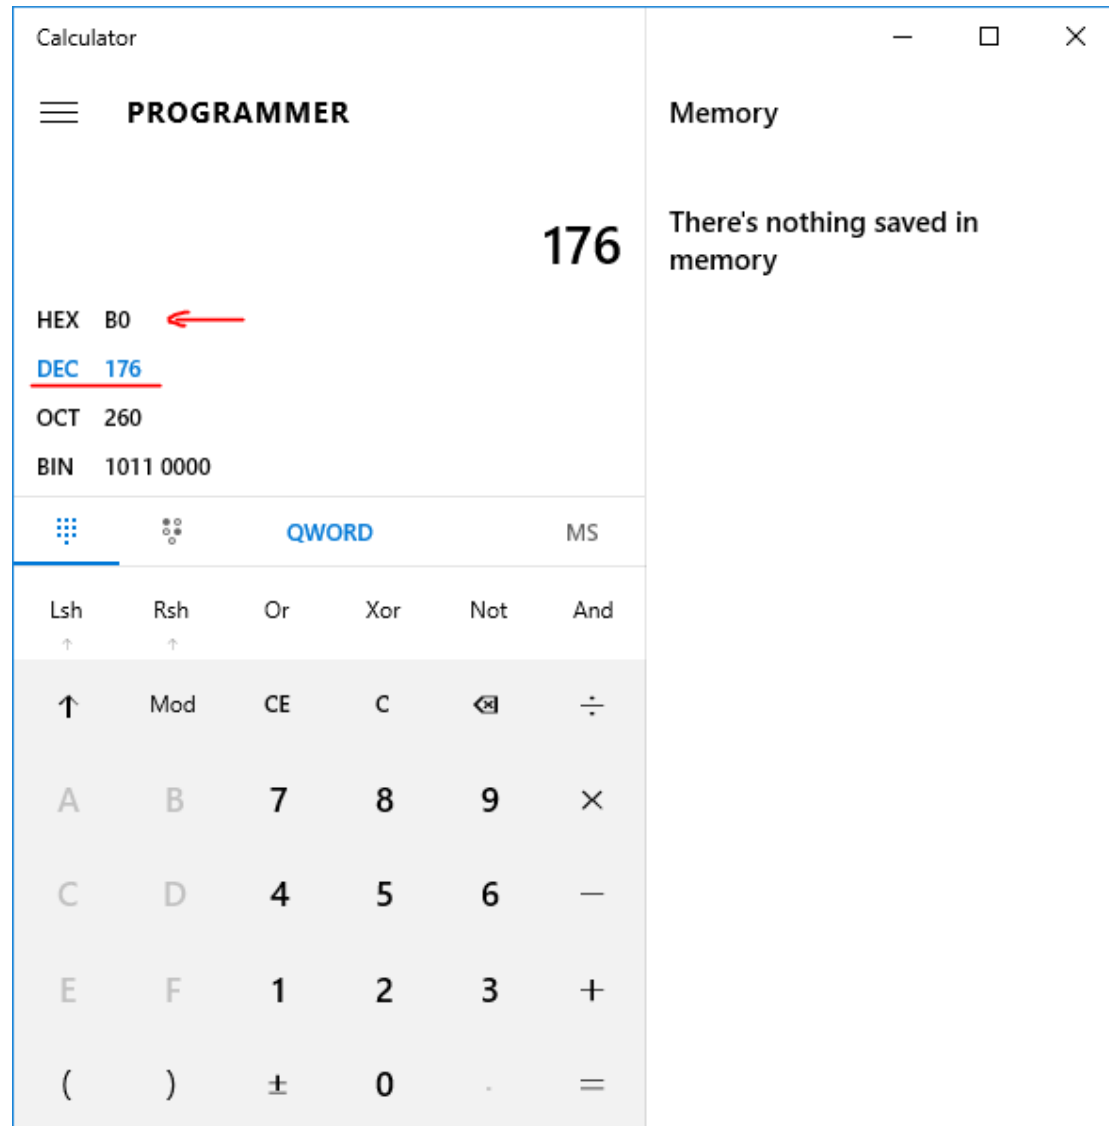 Calculator
PROGRAMMER
176
HEX B0
DEC 176
OCT 260
BIN 1011 0000
QWORD MS
Lsh Rsh Or Xor Not And
↑ ↑
↑ Mod CE C ÷
A B 7 8 9 ×
C D 4 5 6 −
E F 1 2 3 +
( ) ± 0 . =
Memory
There's nothing saved in
memory